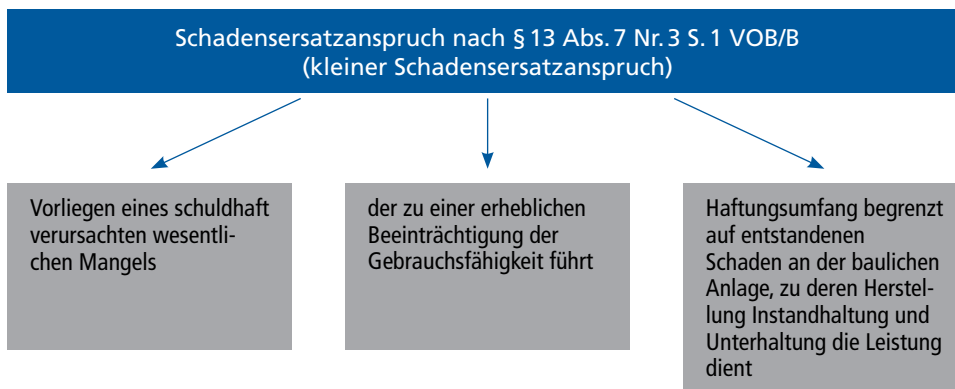 Schadensersatzanspruch nach § 13 Abs. 7 Nr. 3 S. 1 VOB/B
(kleiner Schadensersatzanspruch)
Vorliegen eines schuldhaft
verursachten wesentli-
chen Mangels
der zu einer erheblichen
Beeinträchtigung der
Gebrauchsfähigkeit führt
Haftungsumfang begrenzt
auf entstandenen
Schaden an der baulichen
Anlage, zu deren Herstel-
lung Instandhaltung und
Unterhaltung die Leistung
dient